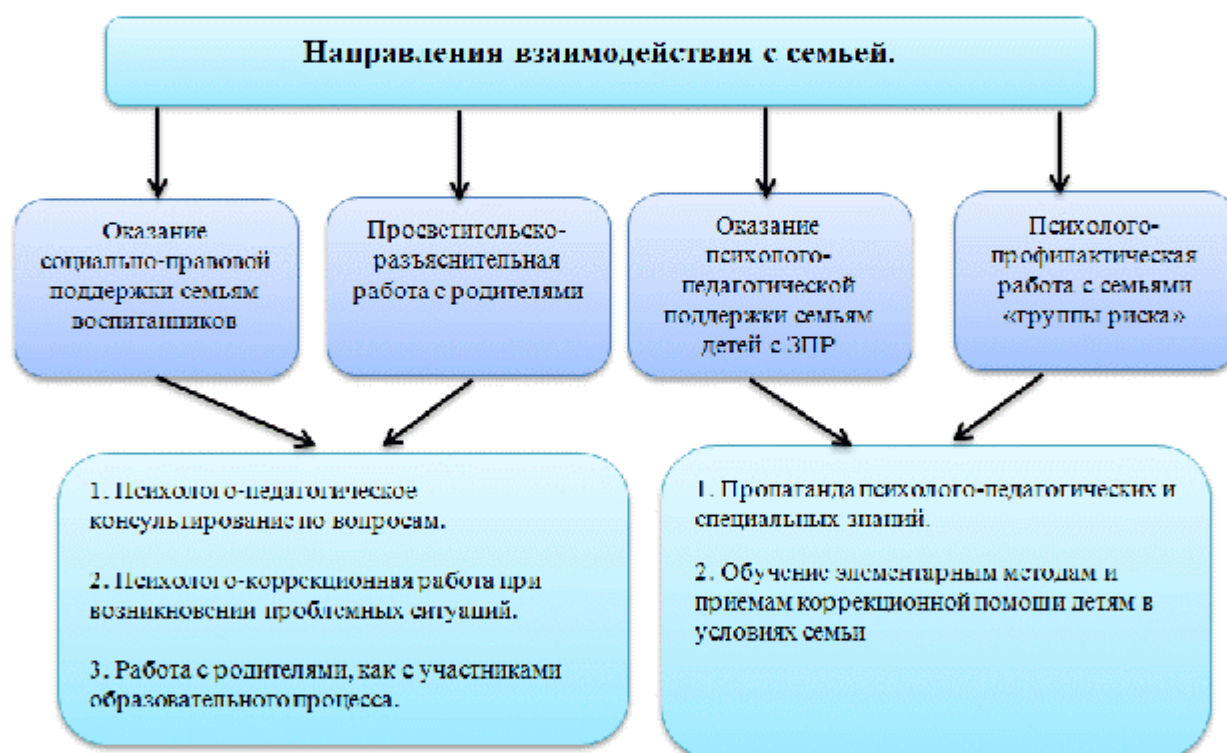 Направления взаимодействия с семьей.
Оказание
социально-правовой
поддержки семьям
воспитанников
Просветительско-
разъяснительная
работа с родителями
Оказание
психолого-
педагогической
поддержки семьям
детей с ЗПР
Психолого-
профилактическая
работа с семьями
«группы риска»
1. Психолого-педагогическое
консультирование по вопросам.
2. Психолого-коррекционная работа при
возникновении проблемных ситуаций.
3. Работа с родителями, как с участниками
образовательного процесса.
1. Пропаганда психолого-педагогических и
специальных знаний.
2. Обучение элементарным методам и
приемам коррекционной помощи детям в
условиях семьи